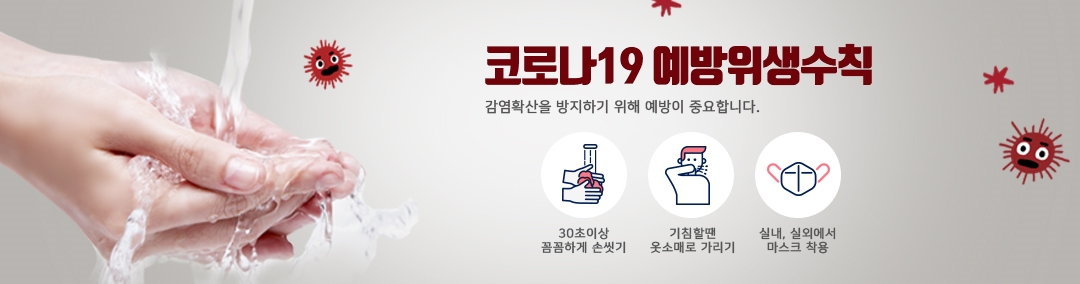 코로나19 예방위생수칙
감염확산을 방지하기 위해 예방이 중요합니다.
30초이상
꼼꼼하게 손씻기
기침할땐
옷소매로 가리기
실내, 실외에서
마스크 착용